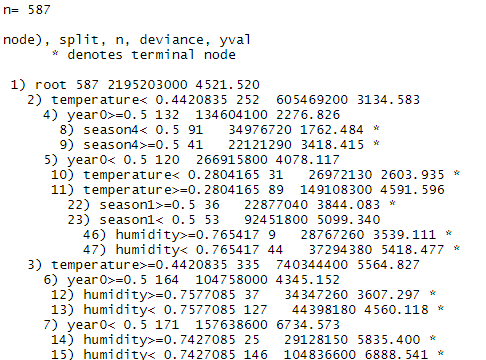 n= 587
node), split, n, deviance, yval
* denotes terminal node
1) root 587 2195203000 4521.520
2) temperature< 0.4420835 252 605469200 3134.583
4) year0>=0.5 132 134604100 2276.826
8) season4< 0.5 91 34976720 1762.484 *
9) season4>=0.5 41 22121290 3418.415 *
5) year0< 0.5 120 266915800 4078.117
10) temperature< 0.2804165 31 26972130 2603.935 *
11) temperature>=0.2804165 89 149108300 4591.596
22) season1>=0.5 36 22877040 3844.083 *
23) season1< 0.5 53 92451800 5099.340
46) humidity>=0.765417 9 28767260 3539.111 *
47) humidity< 0.765417 44 37294380 5418.477 *
3) temperature>=0.4420835 335 740344400 5564.827
6) year0>=0.5 164 104758000 4345.152
12) humidity>=0.7577085 37 34347260 3607.297 *
13) humidity< 0.7577085 127 44398180 4560.118 *
7) year0< 0.5 171 157638600 6734.573
14) humidity>=0.7427085 25 29128150 5835.400 *
15) humidity< 0.7427085 146 104836600 6888.541 *